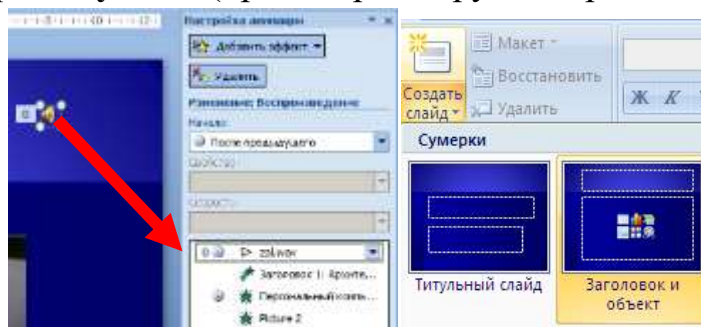 Настройка анимации
Добавить эффект
Удалить
Изменение: Воспроизведение
Начало:
После предыдущего
Свойство:
Скорость:
0
Заголовок 1: Архите...
Персональный компь...
Picture 2
Создать слайд
Макет
Восстановить
Удалить
Ж К
Сумерки
Титульный слайд
Заголовок и объект